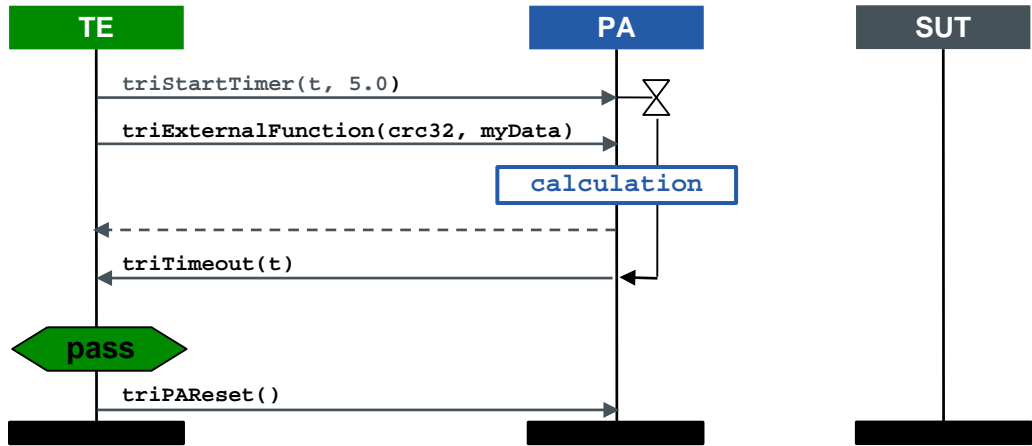 TE
PA
SUT
triStartTimer(t, 5.0)
triExternalFunction(crc32, myData)
calculation
triTimeout(t)
pass
triPAReset()